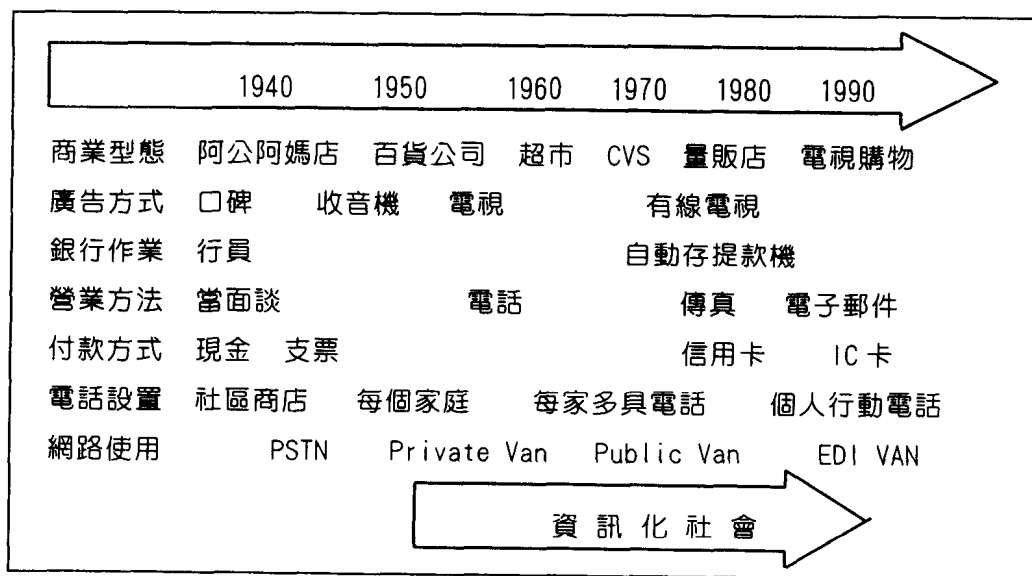 1940 1950 1960 1970 1980 1990
商業型態 阿公阿媽店 百貨公司 超市 CVS 量販店 電視購物
廣告方式 口碑 收音機 電視 有線電視
銀行作業 行員 自動存提款機
營業方法 當面談 電話 傳真 電子郵件
付款方式 現金 支票 信用卡 IC卡
電話設置 社區商店 每個家庭 每家多具電話 個人行動電話
網路使用 PSTN Private Van Public Van EDI VAN
資訊化社會